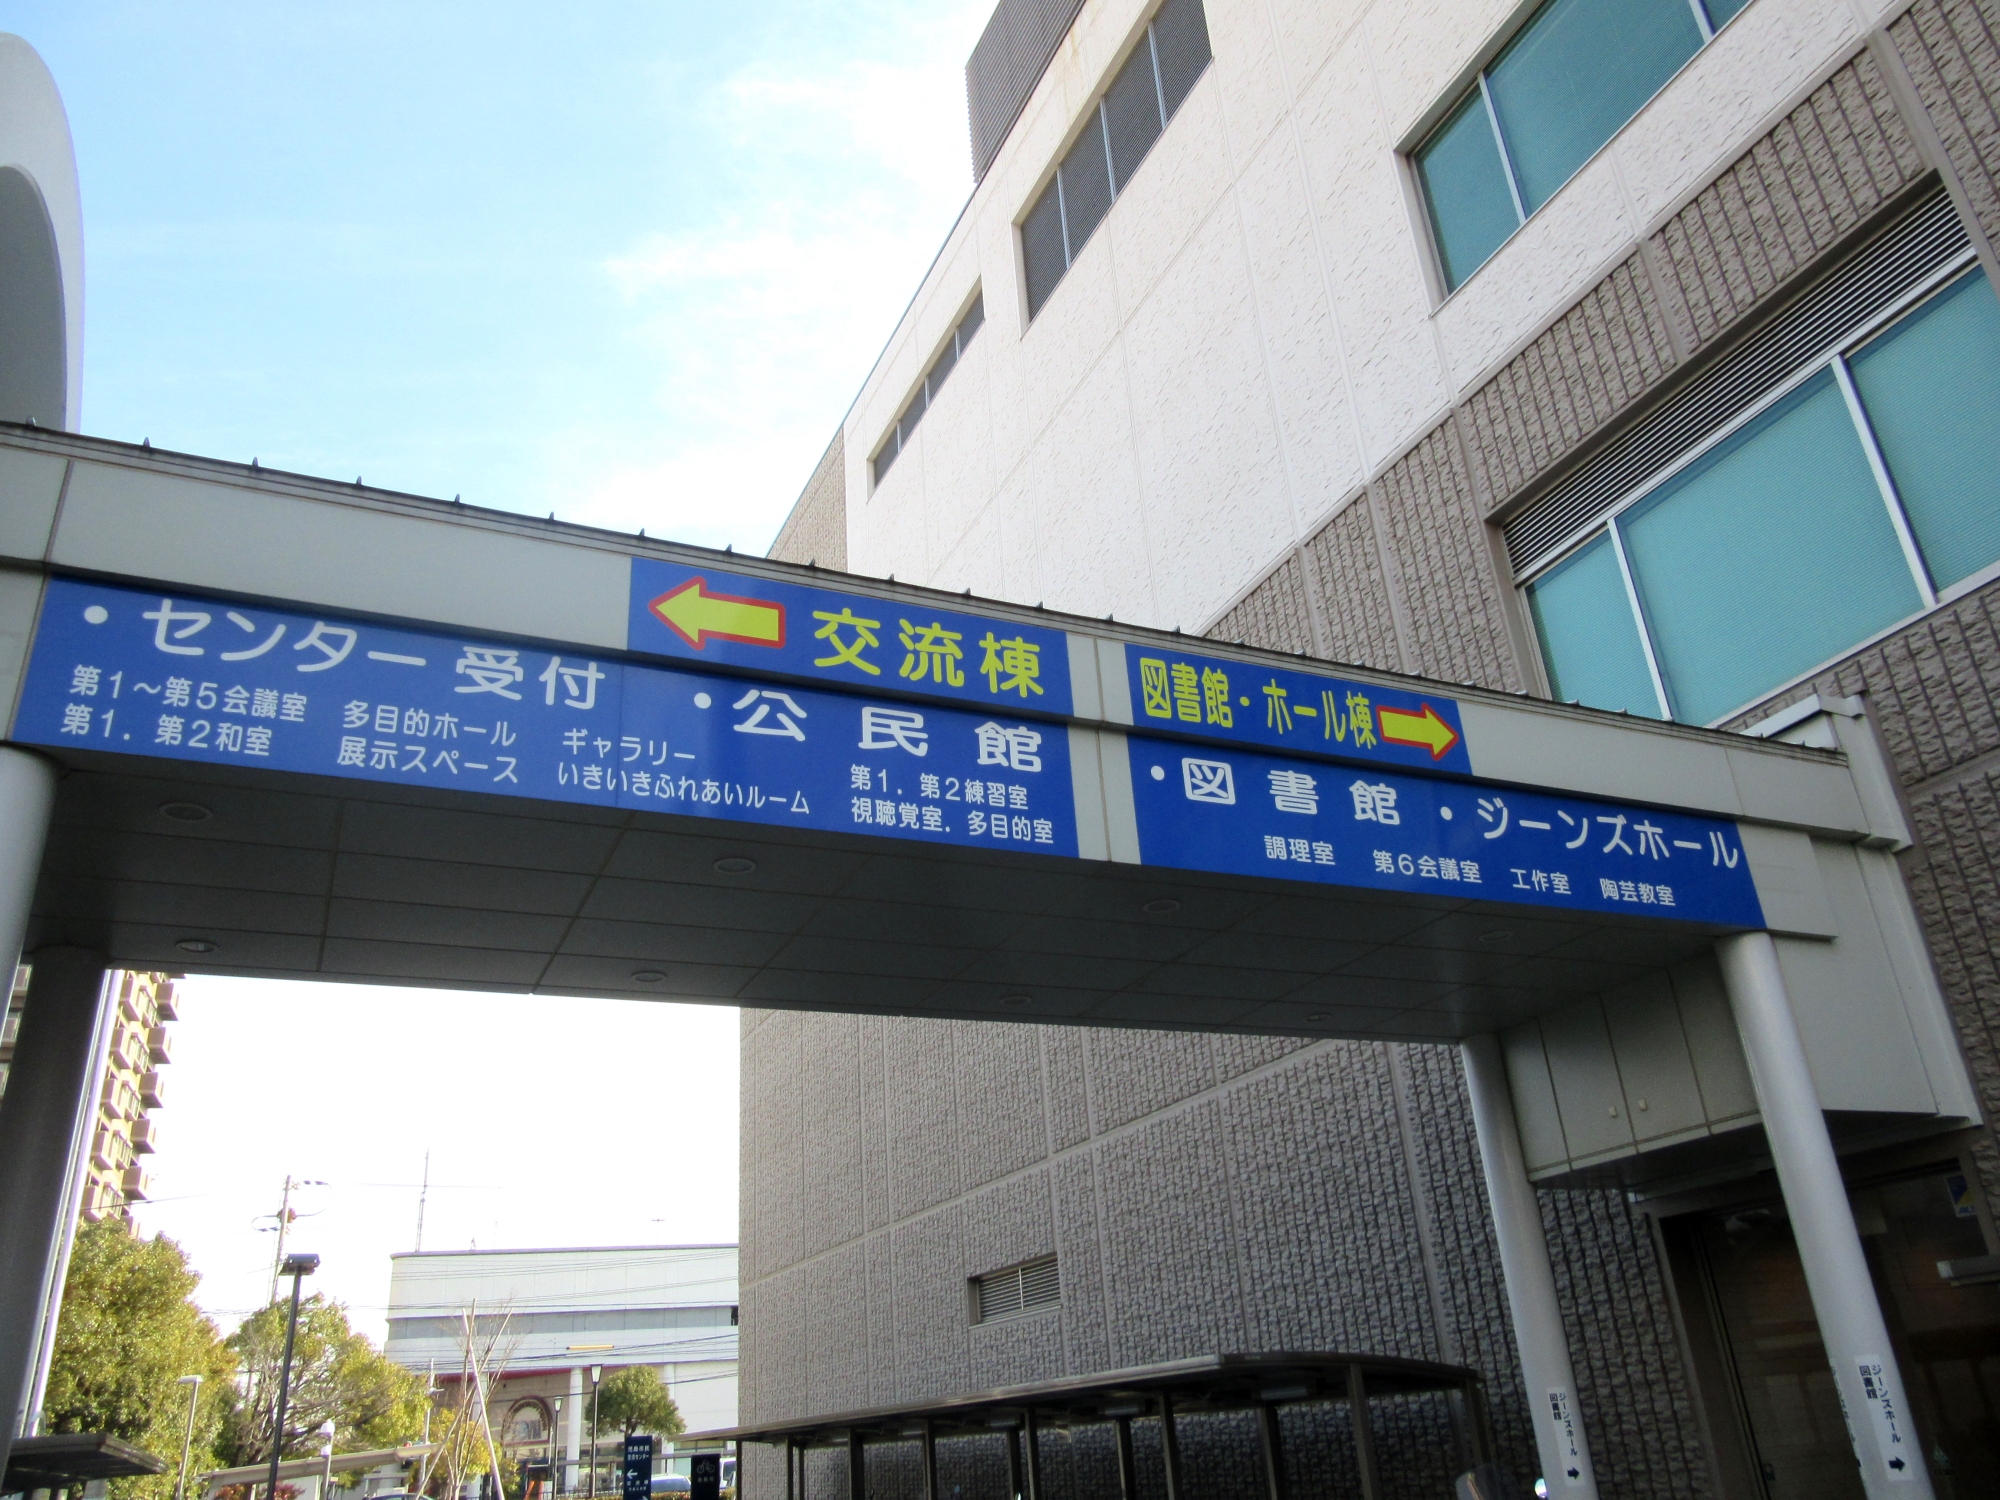 交流棟
・センター受付
第１～第５会議室 多目的ホール ギャラリー
第１．第２和室 展示スペース いきいきふれあいルーム
・公民館
第１．第２練習室
視聴覚室．多目的室
図書館・ホール棟
・図書館 ・ジーンズホール
調理室 第６会議室 工作室 陶芸教室
ジーンズホール
図書館
ジーンズホール
図書館